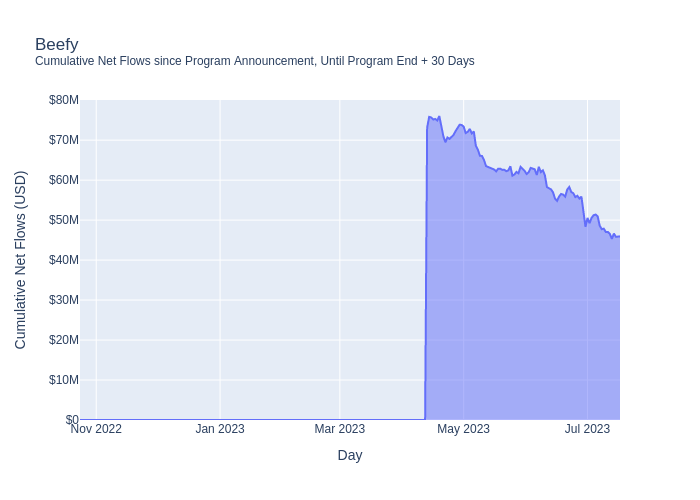 Beefy
Cumulative Net Flows since Program Announcement, Until Program End + 30 Days
Cumulative Net Flows (USD)
$80M
$70M
$60M
$50M
$40M
$30M
$20M
$10M
$0
Nov 2022 Jan 2023 Mar 2023 May 2023 Jul 2023
Day